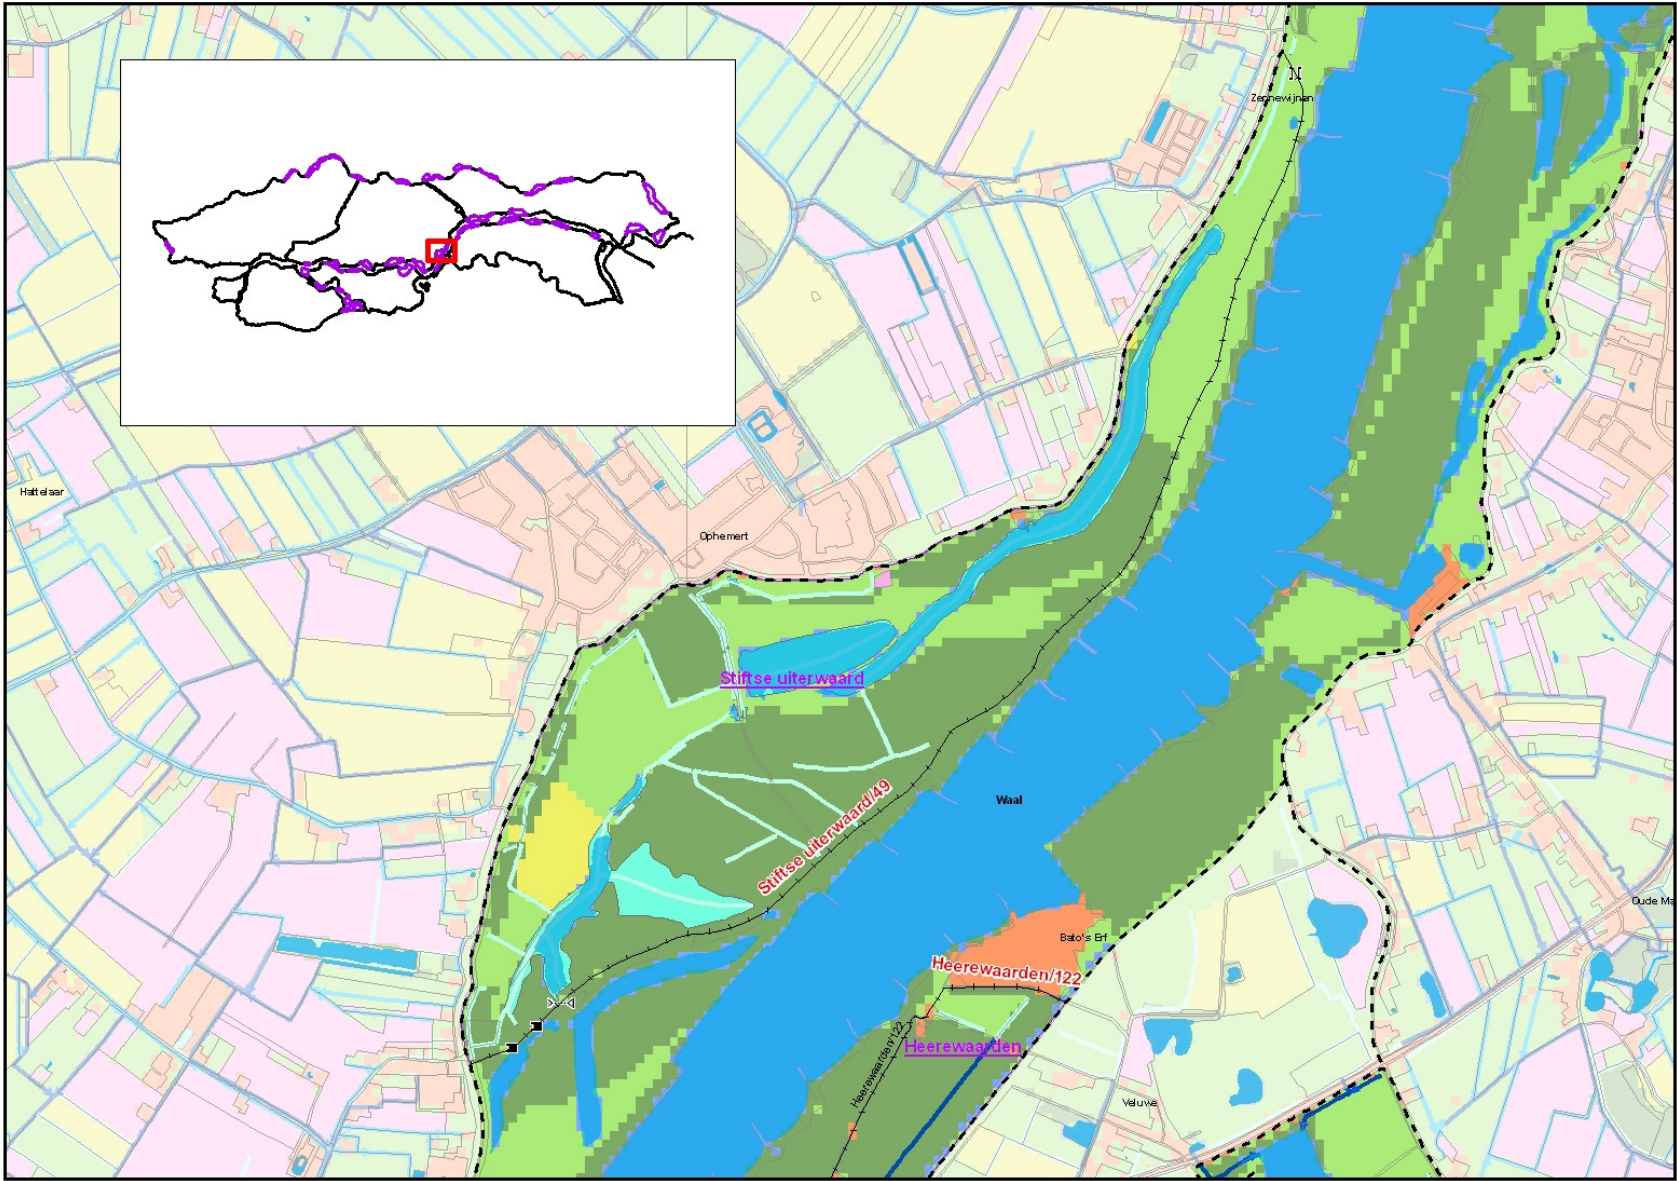 Zennewijnen
Hattelaar
Ophemert
Stiftse uiterwaard
Waal
Stiftse uiterwaard/49
Oude Ma
Bato's Erf
Heerewaarden/122
Heerewaarden
Heerewaarden/122
Veluwe